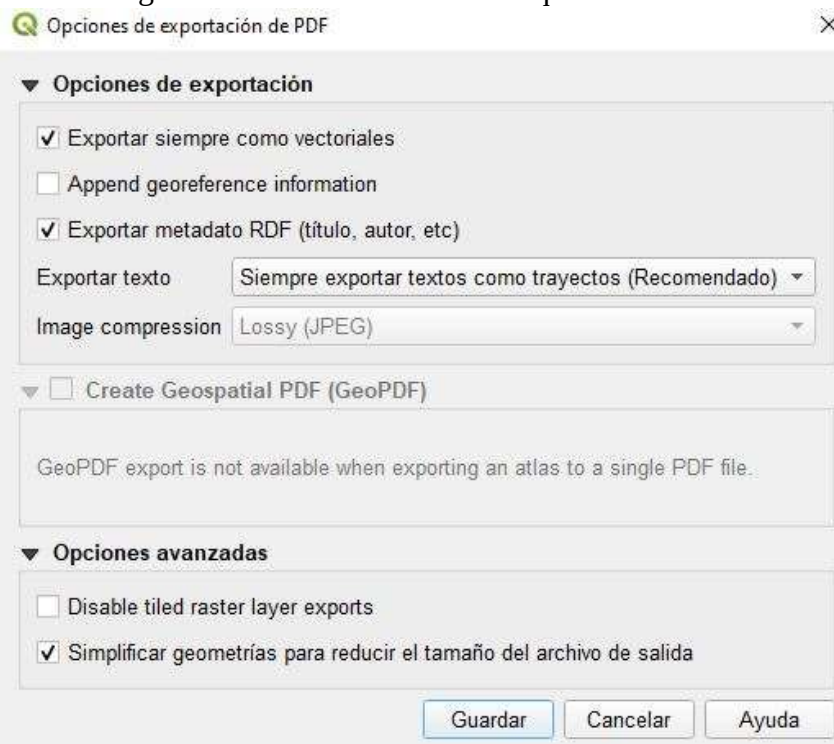 Opciones de exportación de PDF
Opciones de exportación
Exportar siempre como vectoriales
Append georeference information
Exportar metadato RDF (título, autor, etc)
Exportar texto Siempre exportar textos como trayectos (Recomendado)
Image compression Lossy (JPEG)
Create Geospatial PDF (GeoPDF)
GeoPDF export is not available when exporting an atlas to a single PDF file.
Opciones avanzadas
Disable tiled raster layer exports
Simplificar geometrías para reducir el tamaño del archivo de salida
Guardar Cancelar Ayuda